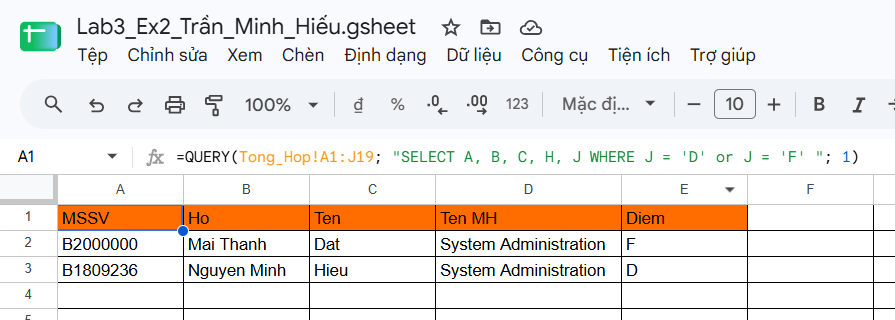 Lab3_Ex2_Trần_Minh_Hiếu.gsheet
Tệp Chỉnh sửa Xem Chèn Định dạng Dữ liệu Công cụ Tiện ích Trợ giúp
100% đ % .0 .00 123 Mặc đị... 10 B I
A1 fx =QUERY(Tong_Hop!A1:J19; "SELECT A, B, C, H, J WHERE J = 'D' or J = 'F' "; 1)
A B C D E F
1 MSSV Ho Ten Ten MH Diem
2 B2000000 Mai Thanh Dat System Administration F
3 B1809236 Nguyen Minh Hieu System Administration D
4